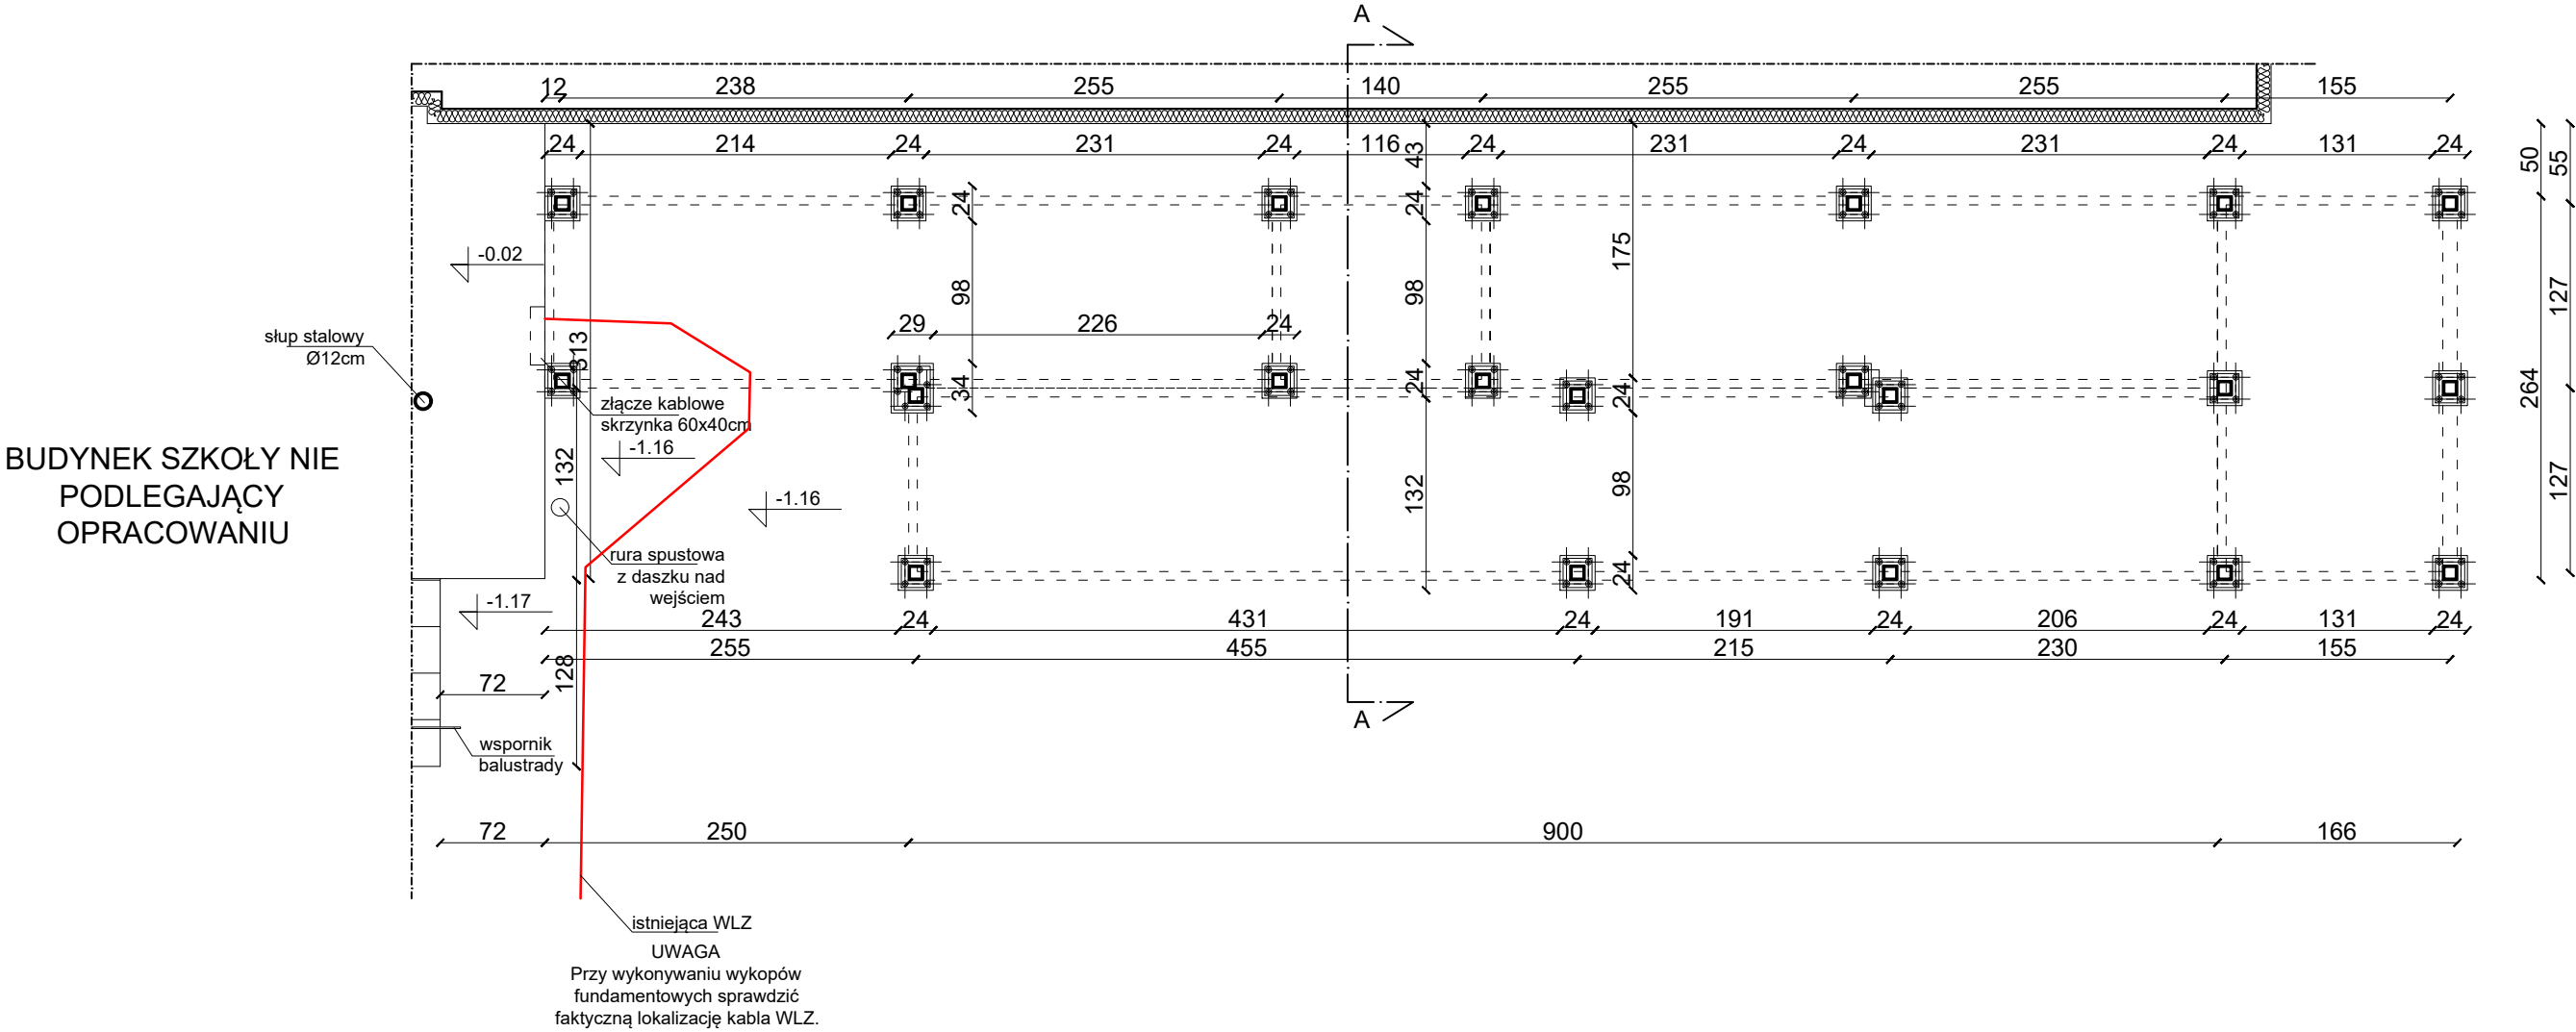 A
12 238 255 140 255 255 155
24 214 24 231 24 116 24 231 24 231 24 131 24
43
50
55
24
24
-0.02
175
98
98
127
313
29 226 24
słup stalowy
Ø12cm
34
24
24
264
złącze kablowe
skrzynka 60x40cm
-1.16
132
132
98
127
-1.16
BUDYNEK SZKOŁY NIE
PODLEGAJĄCY
OPRACOWANIU
rura spustowa
z daszku nad
wejściem
24
-1.17
243 24 431 24 191 24 206 24 131 24
255 455 215 230 155
128
72
A
wspornik
balustrady
72 250 900 166
istniejąca WLZ
UWAGA
Przy wykonywaniu wykopów
fundamentowych sprawdzić
faktyczną lokalizację kabla WLZ.